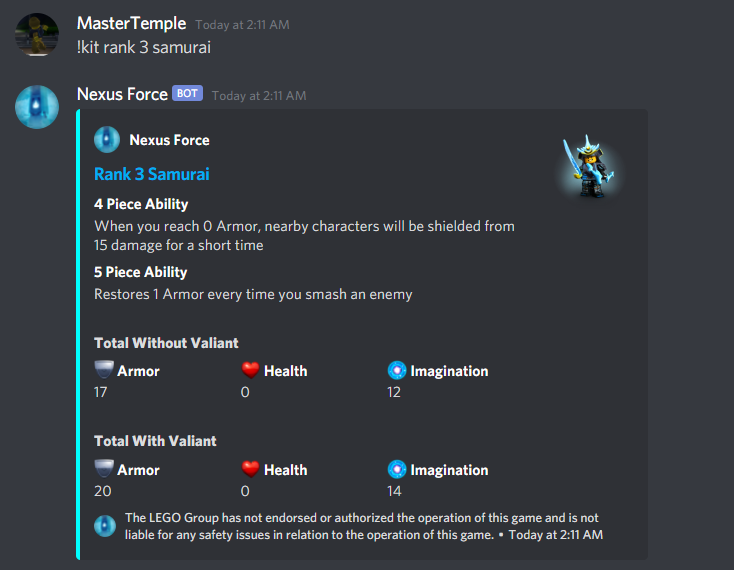 MasterTemple Today at 2:11 AM
!kit rank 3 samurai
Nexus Force BOT Today at 2:11 AM
Nexus Force
Rank 3 Samurai
4 Piece Ability
When you reach 0 Armor, nearby characters will be shielded from
15 damage for a short time
5 Piece Ability
Restores 1 Armor every time you smash an enemy
Total Without Valiant
Armor Health Imagination
17 0 12
Total With Valiant
Armor Health Imagination
20 0 14
The LEGO Group has not endorsed or authorized the operation of this game and is not
liable for any safety issues in relation to the operation of this game. • Today at 2:11 AM